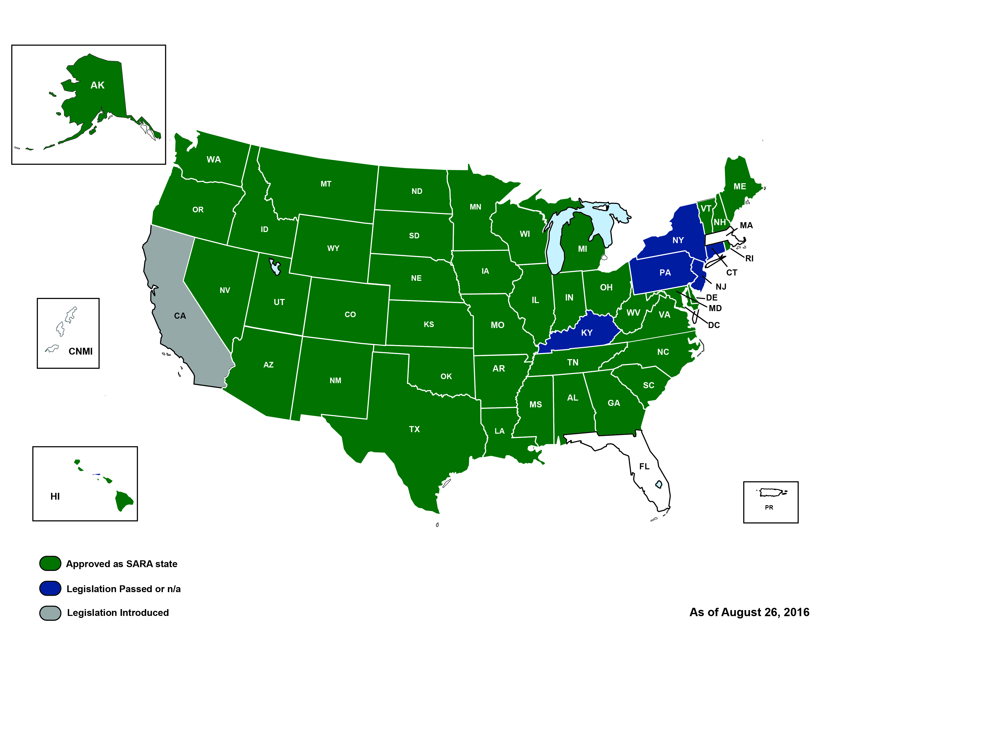 AK
WA
MT
ND
MN
ME
OR
ID
SD
WI
MI
VT
NH
MA
NY
WY
RI
IA
NE
PA
CT
NJ
NV
UT
OH
DE
IL
IN
MD
CA
CO
KS
MO
WV
VA
DC
KY
CNMI
AZ
NM
OK
AR
TN
NC
SC
MS
AL
GA
TX
LA
FL
HI
PR
Approved as SARA state
Legislation Passed or n/a
Legislation Introduced
As of August 26, 2016